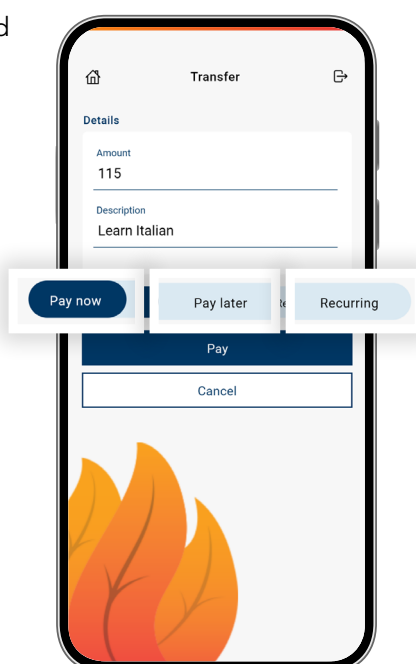 Transfer
Details
Amount
115
Description
Learn Italian
Pay now
Pay later
Recurring
Pay
Cancel